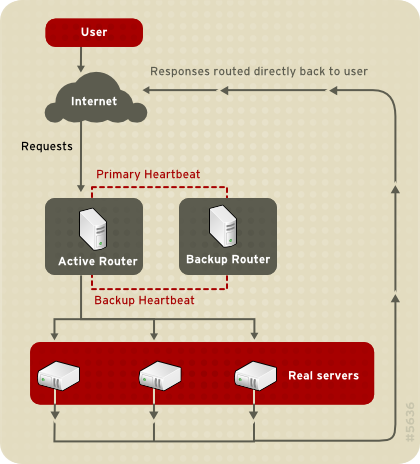 User
Responses routed directly back to user
Internet
Requests
Primary Heartbeat
Active Router
Backup Router
Backup Heartbeat
Real servers
#5636